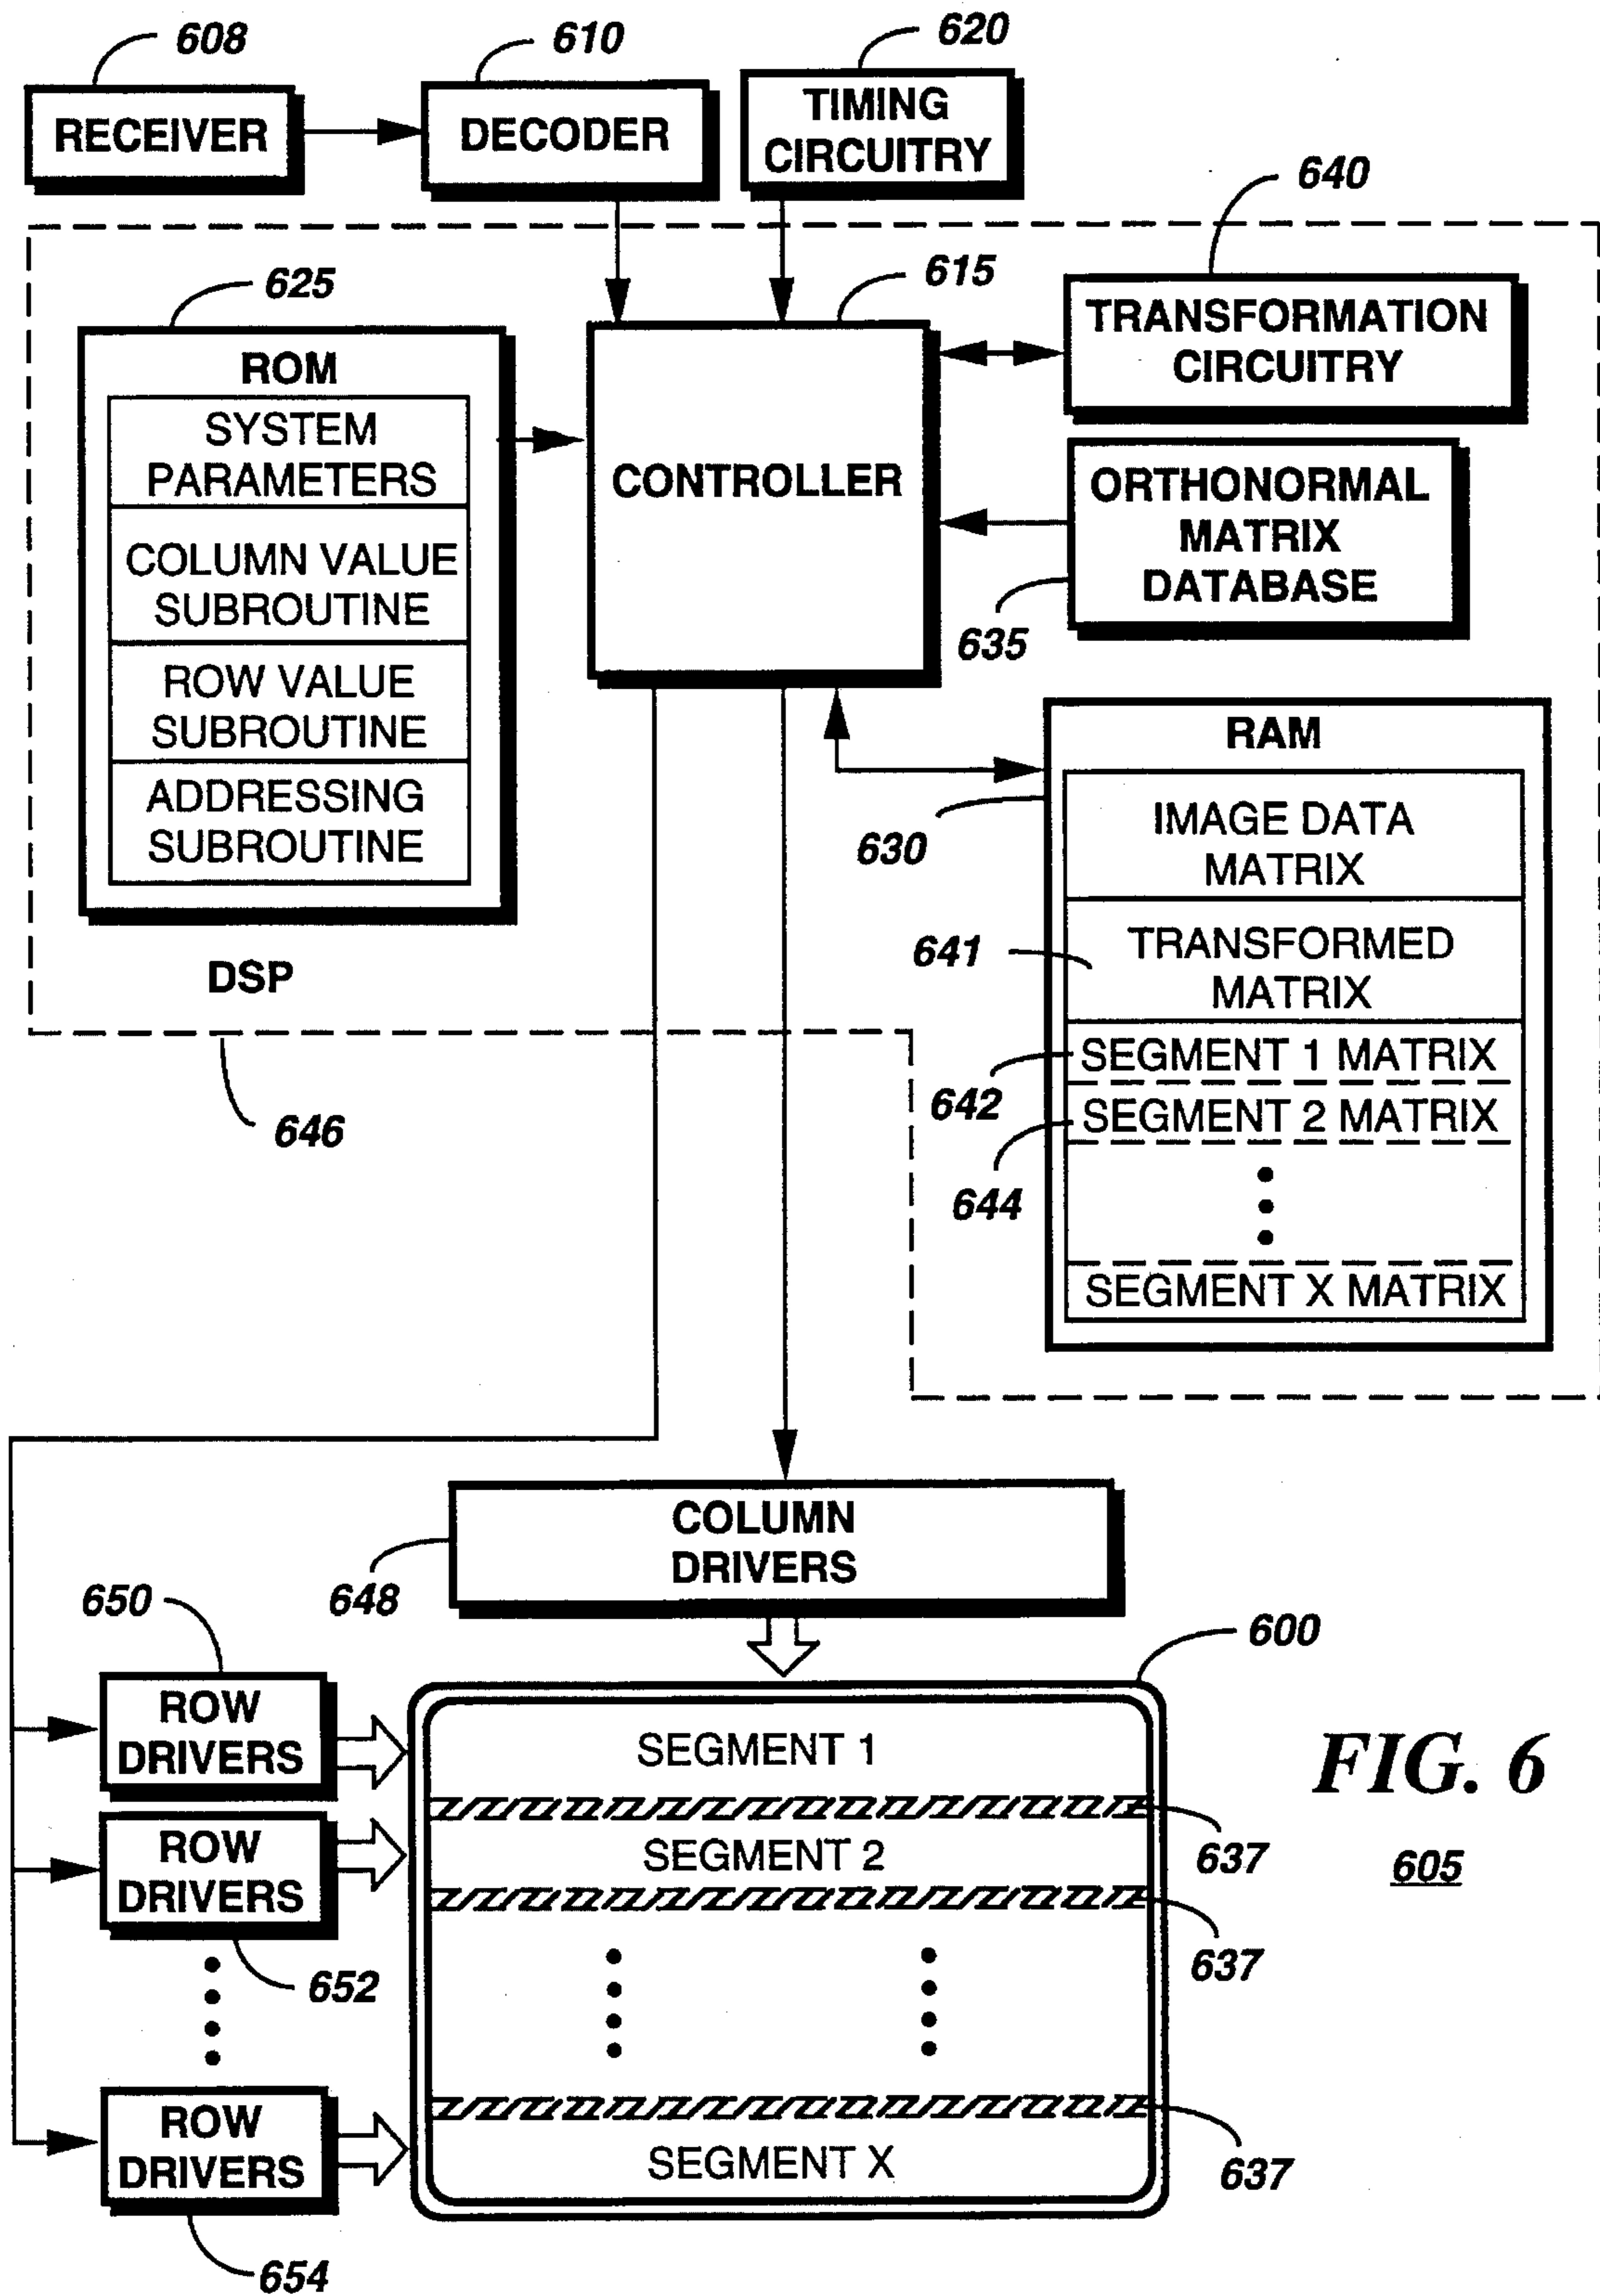 608
610
620
RECEIVER
DECODER
TIMING
CIRCUITRY
640
625
615
TRANSFORMATION
CIRCUITRY
ROM
SYSTEM
PARAMETERS
COLUMN VALUE
SUBROUTINE
ROW VALUE
SUBROUTINE
ADDRESSING
SUBROUTINE
CONTROLLER
ORTHONORMAL
MATRIX
DATABASE
635
RAM
630
IMAGE DATA
MATRIX
641
TRANSFORMED
MATRIX
DSP
SEGMENT 1 MATRIX
642
SEGMENT 2 MATRIX
646
644
SEGMENT X MATRIX
COLUMN
DRIVERS
648
650
600
ROW
DRIVERS
SEGMENT 1
FIG. 6
ROW
DRIVERS
SEGMENT 2
637
605
637
652
ROW
DRIVERS
SEGMENT X
637
654